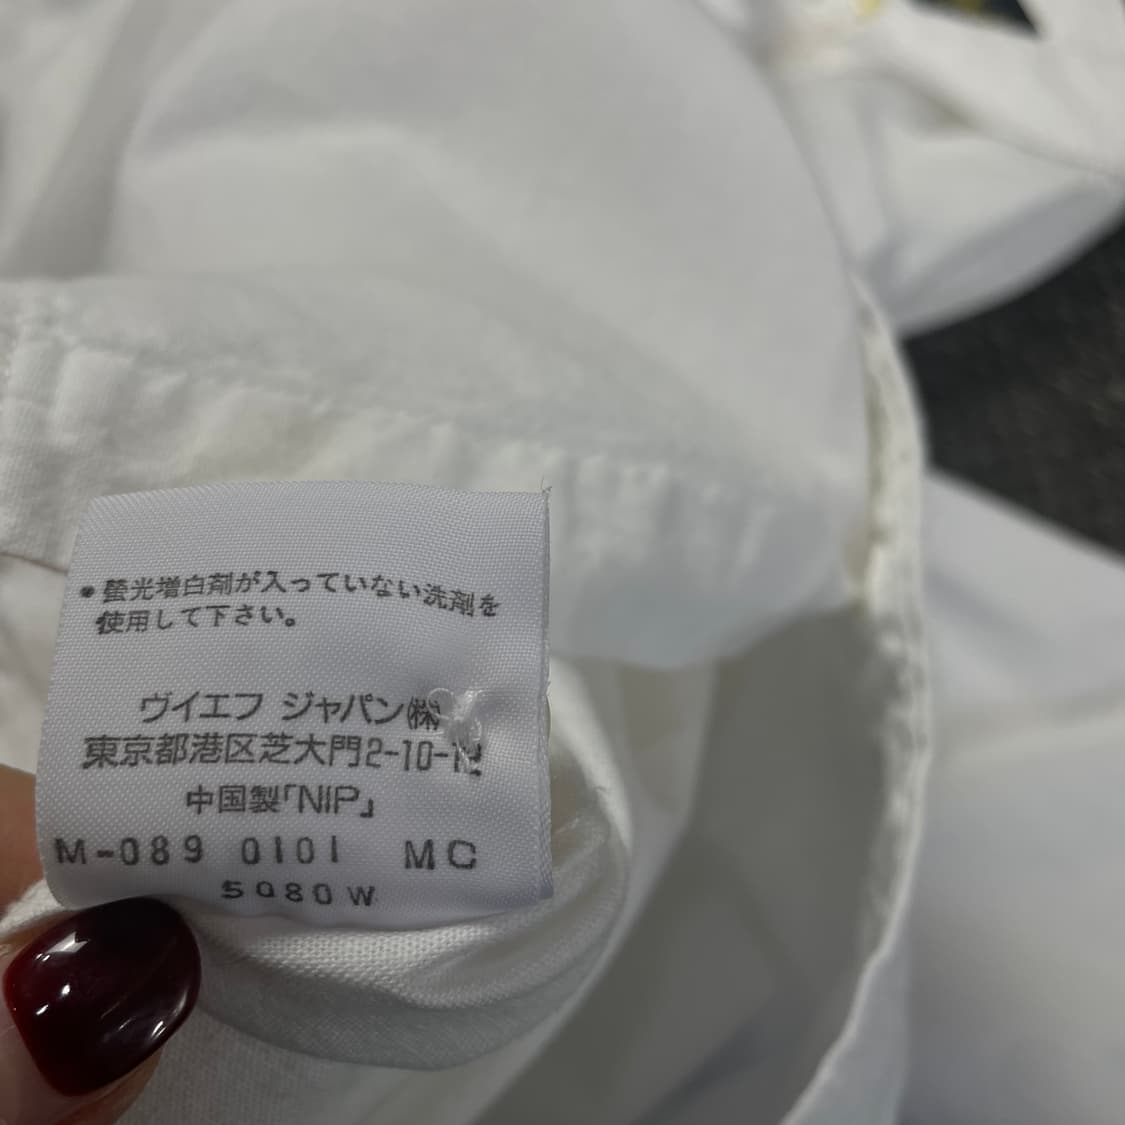 • 螢光増白剤が入っていない洗剤を
使用して下さい。
ヴイエフ ジャパン㈱
東京都港区芝大門2-10-12
中国製「NIP」
M-089 0101 MC
5080W